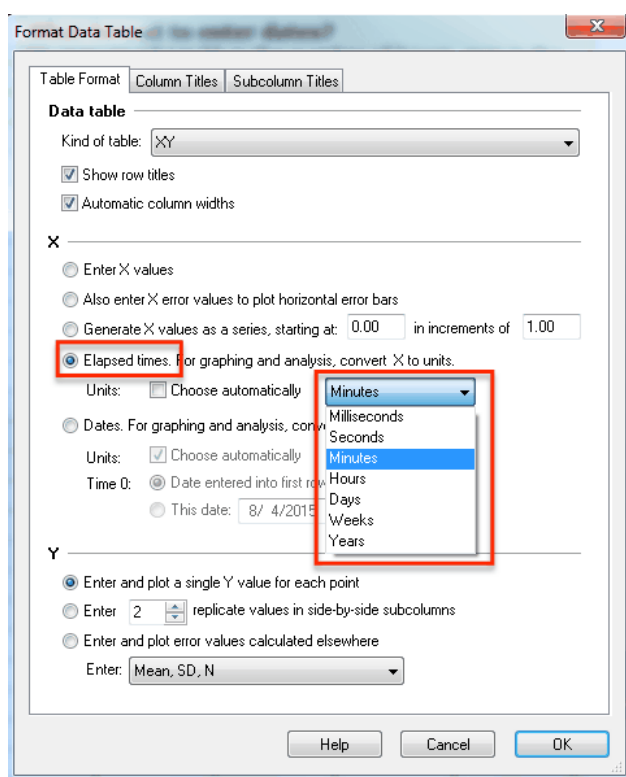 Format Data Table
Table Format Column Titles Subcolumn Titles
Data table
Kind of table: XY
Show row titles
Automatic column widths
X
Enter X values
Also enter X error values to plot horizontal error bars
Generate X values as a series, starting at: 0.00 in increments of 1.00
Elapsed times. For graphing and analysis, convert X to units.
Units: Choose automatically Minutes
Milliseconds
Seconds
Minutes
Hours
Days
Weeks
Years
Dates. For graphing and analysis,
Units: Choose automatically
Time 0: Date entered into first
This date: 8/ 4/2015
Y
Enter and plot a single Y value for each point
Enter 2 replicate values in side-by-side subcolumns
Enter and plot error values calculated elsewhere
Enter: Mean, SD, N
Help Cancel OK